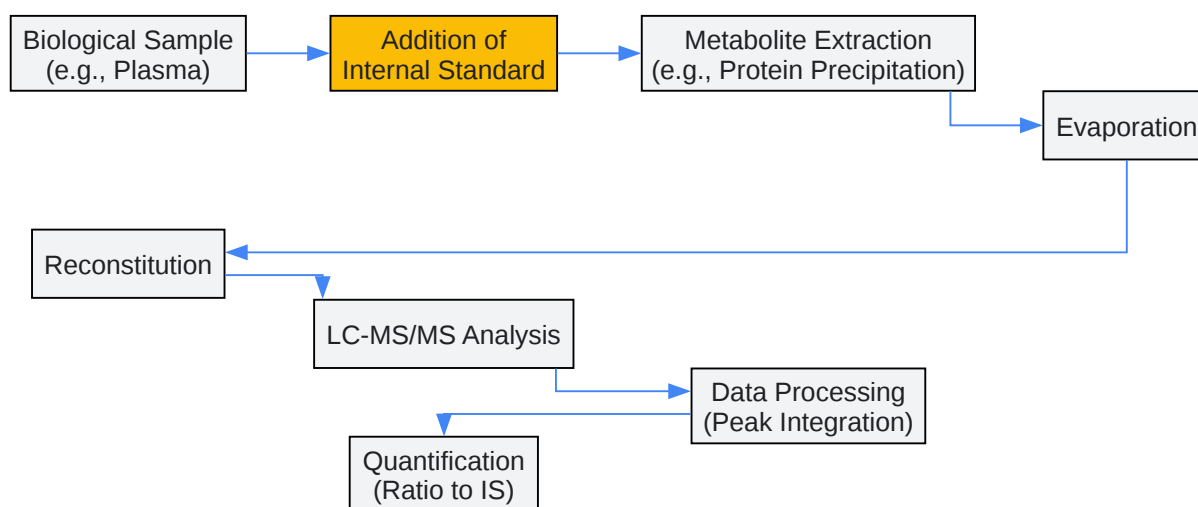 Biological Sample
(e.g., Plasma)
Addition of
Internal Standard
Metabolite Extraction
(e.g., Protein Precipitation)
Evaporation
Reconstitution
LC-MS/MS Analysis
Data Processing
(Peak Integration)
Quantification
(Ratio to IS)